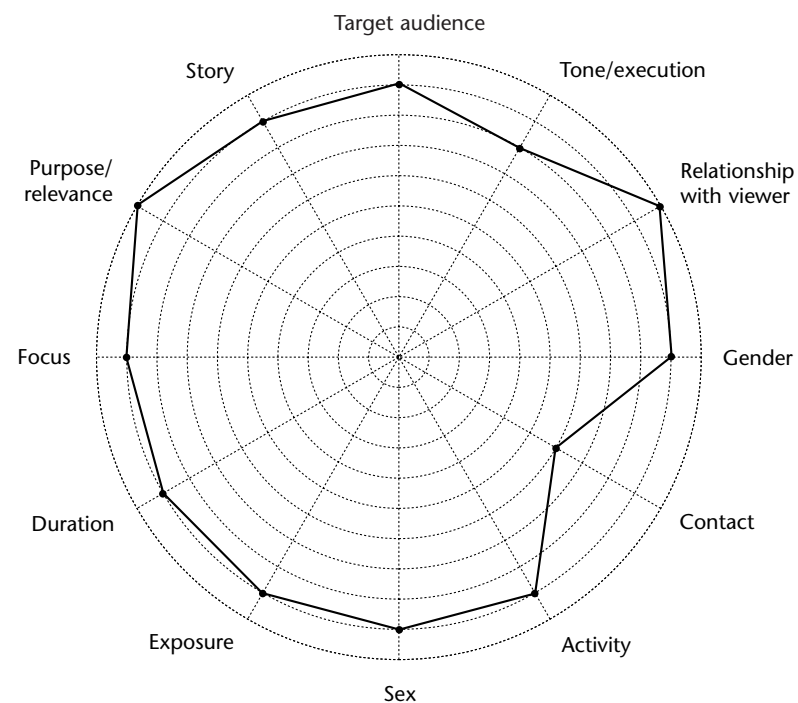 Target audience
Story
Tone/execution
Purpose/
relevance
Relationship
with viewer
Focus
Gender
Duration
Contact
Exposure
Activity
Sex